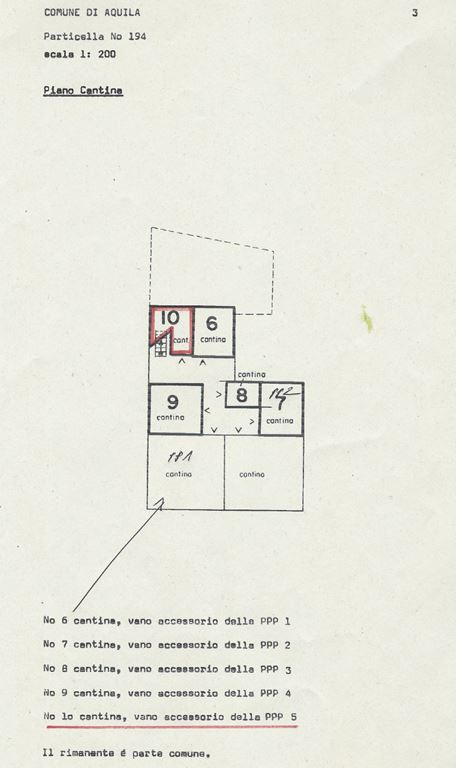 COMUNE DI AQUILA
3
Particella No 194
scala 1: 200
Piano Cantina
10
cant.
6
cantina
cantina
8
9
cantina
7
cantina
cantina
cantina
No 6 cantina, vano accessorio della PPP 1
No 7 cantina, vano accessorio della PPP 2
No 8 cantina, vano accessorio della PPP 3
No 9 cantina, vano accessorio della PPP 4
No lo cantina, vano accessorio della PPP 5
Il rimanente é parte comune.